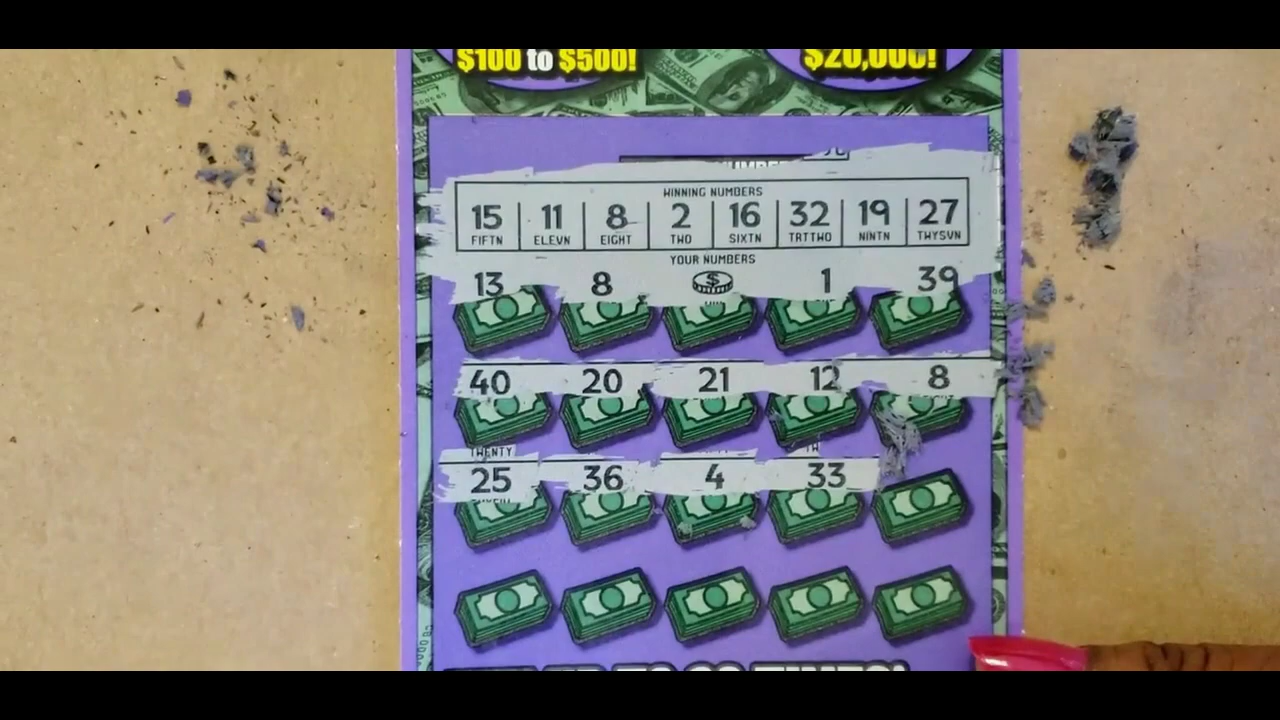 $100 to $500!
$20,000!
WINNING NUMBERS
15 11 8 2 16 32 19 27
FIFTN ELEVN EIGHT TWO SIXTN TRTTWO NINTN TWYSVN
YOUR NUMBERS
13 8 $ 1 39
40 20 21 12 8
TWENTY TW
25 36 4 33